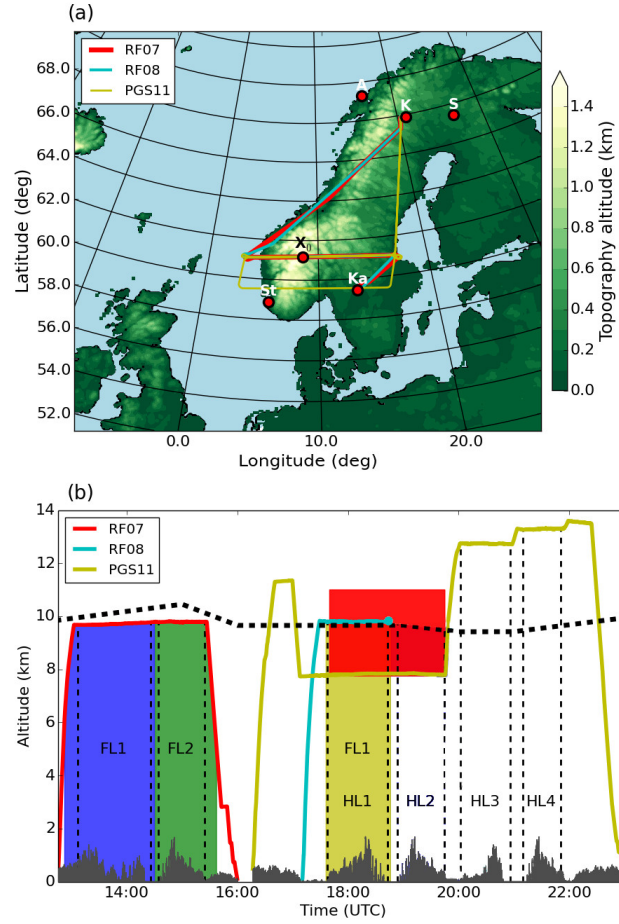 (a)
RF07
RF08
PGS11
A
K
S
X0
Ka
St
68.0
66.0
64.0
62.0
60.0
58.0
56.0
54.0
52.0
Latitude (deg)
0.0
10.0
20.0
Longitude (deg)
1.4
1.2
1.0
0.8
0.6
0.4
0.2
0.0
Topography altitude (km)
(b)
RF07
RF08
PGS11
14
12
10
8
6
4
2
0
Altitude (km)
FL1
FL2
FL1
HL1
HL2
HL3
HL4
14:00
16:00
18:00
20:00
22:00
Time (UTC)